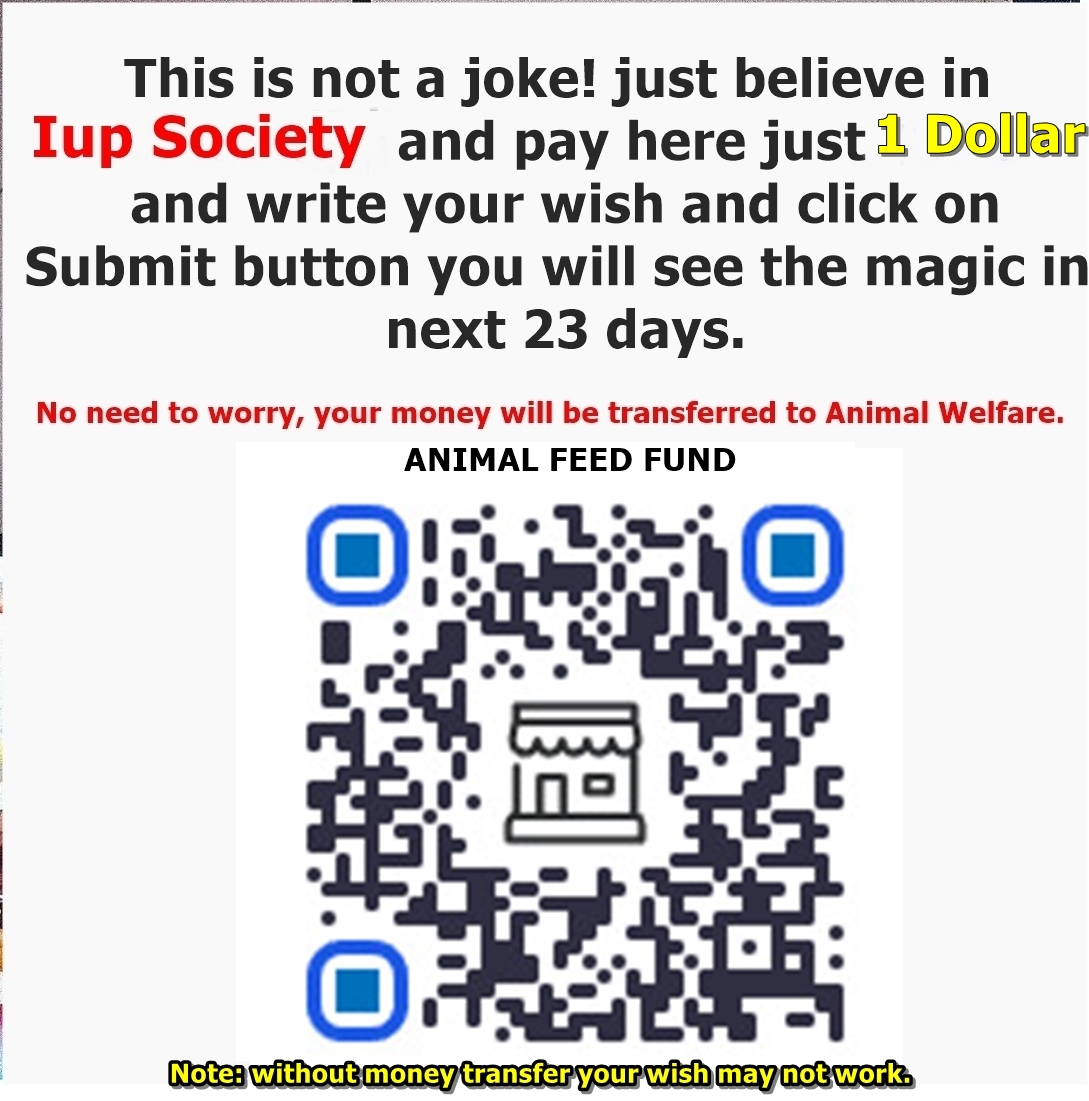 This is not a joke! just believe in
Iup Society and pay here just 1 Dollar
and write your wish and click on
Submit button you will see the magic in
next 23 days.
No need to worry, your money will be transferred to Animal Welfare.
ANIMAL FEED FUND
Note: without money transfer your wish may not work.